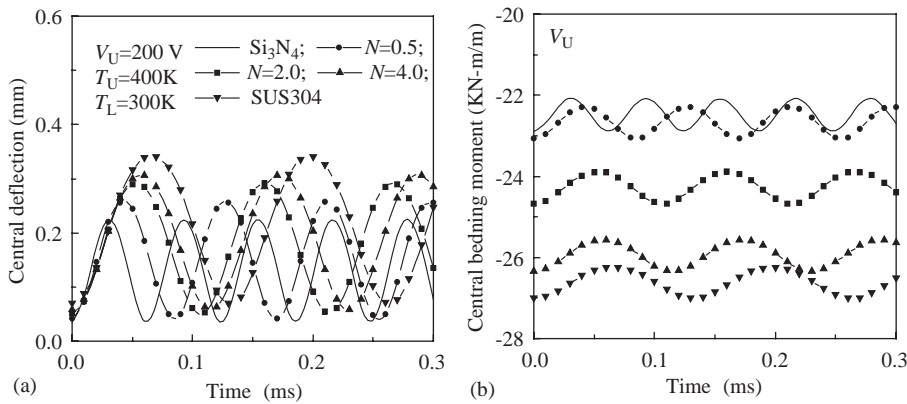 0.6
0.4
0.2
0.0
Central deflection (mm)
V_U=200 V
T_U=400K
T_L=300K
Si₃N₄; N=0.5;
N=2.0; N=4.0;
SUS304
0.0 0.1 0.2 0.3
(a) Time (ms)
-20
-22
-24
-26
-28
Central bedning moment (KN-m/m)
V_U
0.0 0.1 0.2 0.3
(b) Time (ms)